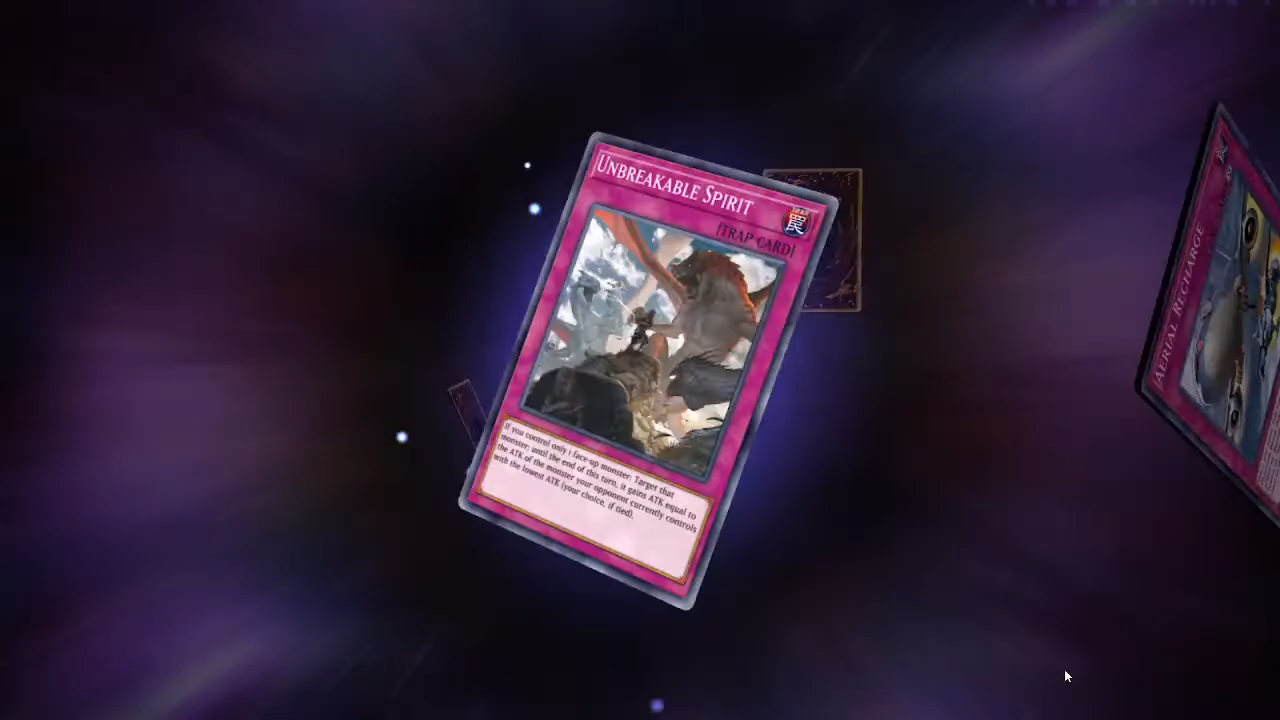 UNBREAKABLE SPIRIT
[TRAP CARD]
If you control only 1 face-up monster: Target that
monster; until the end of this turn, it gains ATK equal to
the ATK of the monster your opponent currently controls
with the lowest ATK (your choice, if tied).
AERIAL RECHARGE